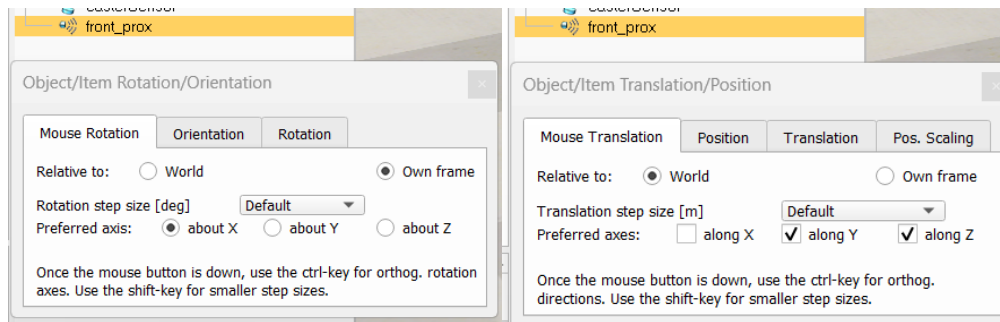 front_prox
Object/Item Rotation/Orientation
Mouse Rotation Orientation Rotation
Relative to: World Own frame
Rotation step size [deg] Default
Preferred axis: about X about Y about Z
Once the mouse button is down, use the ctrl-key for orthog. rotation
axes. Use the shift-key for smaller step sizes.
front_prox
Object/Item Translation/Position
Mouse Translation Position Translation Pos. Scaling
Relative to: World Own frame
Translation step size [m] Default
Preferred axes: along X along Y along Z
Once the mouse button is down, use the ctrl-key for orthog.
directions. Use the shift-key for smaller step sizes.